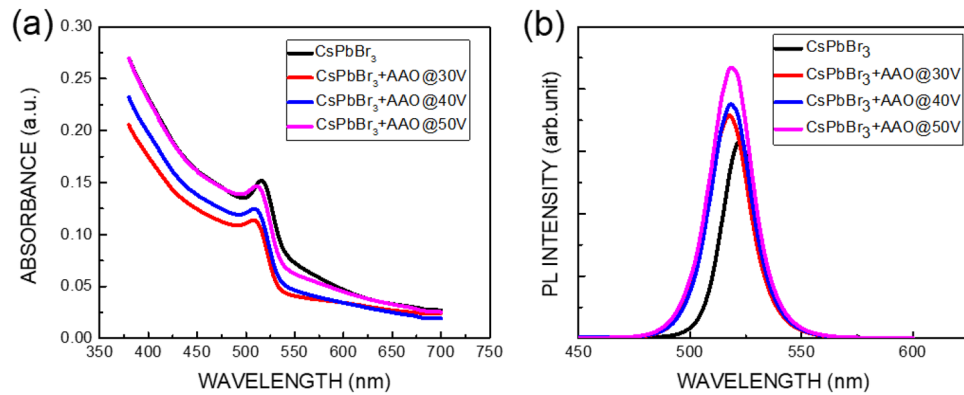 (a)
0.30
0.25
0.20
0.15
0.10
0.05
0.00
ABSORBANCE (a.u.)
CsPbBr₃
CsPbBr₃+AAO@30V
CsPbBr₃+AAO@40V
CsPbBr₃+AAO@50V
350 400 450 500 550 600 650 700 750
WAVELENGTH (nm)
(b)
PL INTENSITY (arb.unit)
CsPbBr₃
CsPbBr₃+AAO@30V
CsPbBr₃+AAO@40V
CsPbBr₃+AAO@50V
450 500 550 600
WAVELENGTH (nm)